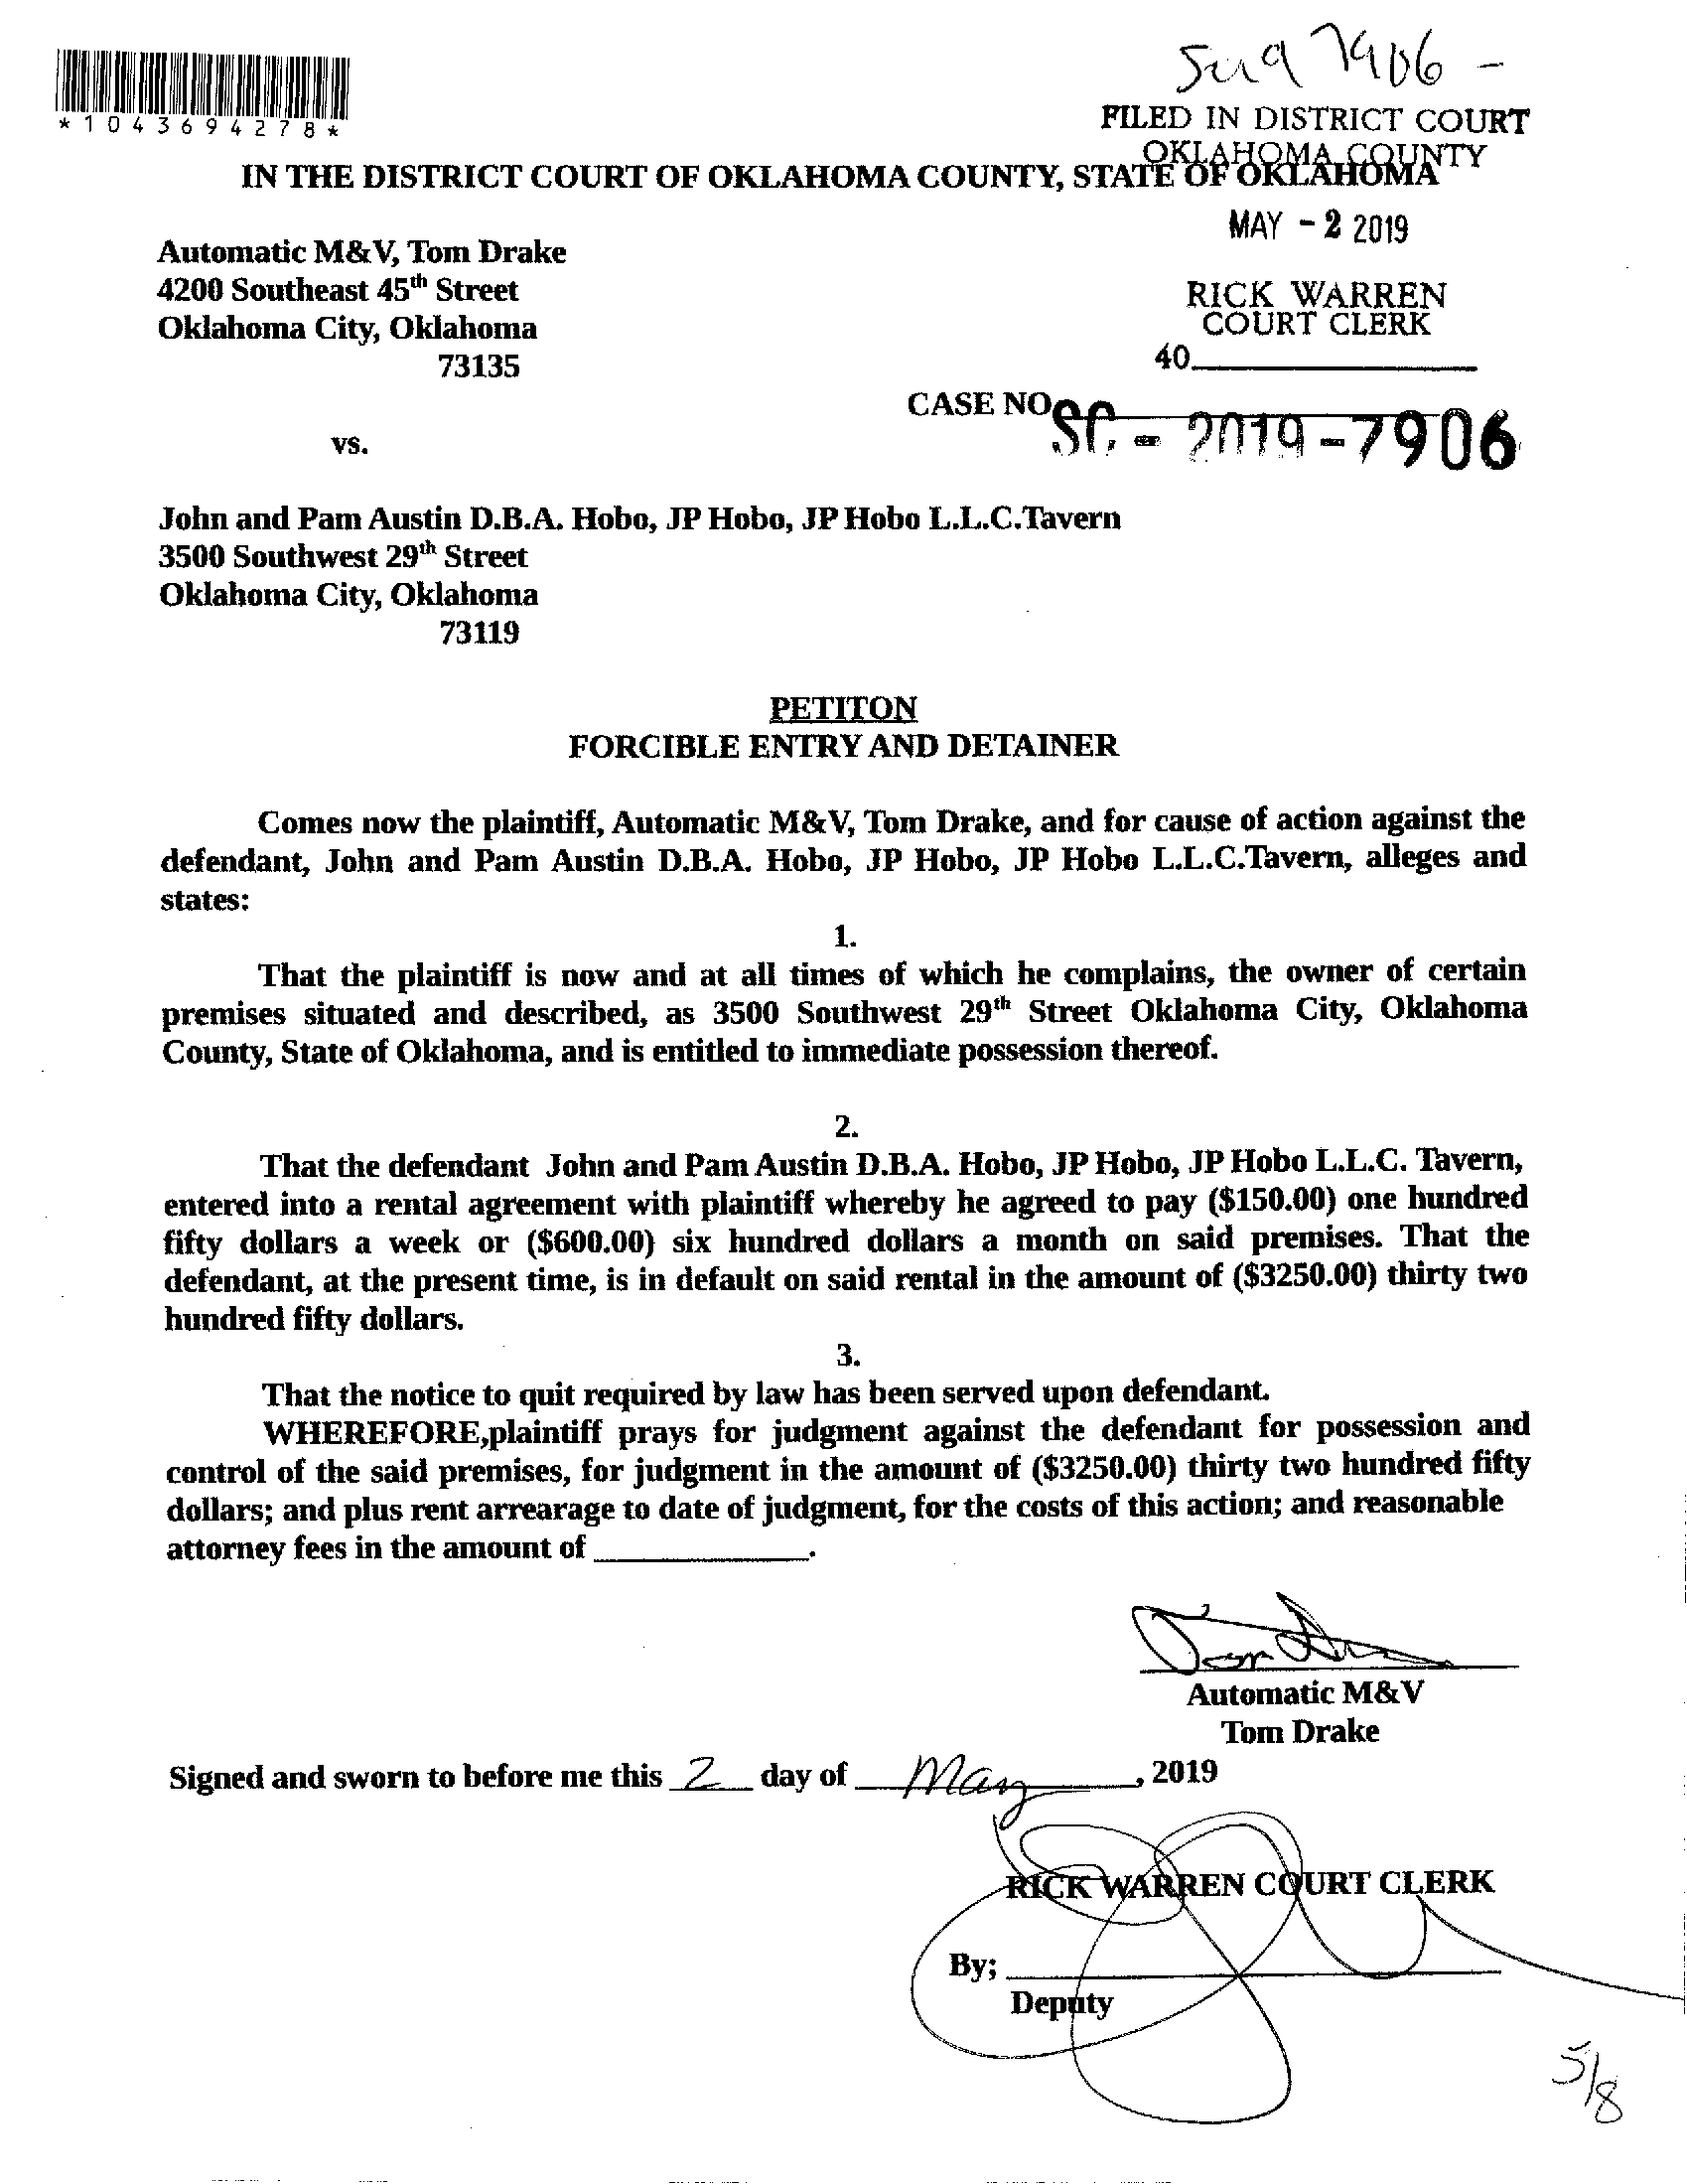 *1043694278*
FILED IN DISTRICT COURT
OKLAHOMA COUNTY
IN THE DISTRICT COURT OF OKLAHOMA COUNTY, STATE OF OKLAHOMA
MAY - 2 2019
Automatic M&V, Tom Drake
4200 Southeast 45th Street
Oklahoma City, Oklahoma
73135
RICK WARREN
COURT CLERK
40
CASE NO.
SC - 2019 - 7906
vs.
John and Pam Austin D.B.A. Hobo, JP Hobo, JP Hobo L.L.C.Tavern
3500 Southwest 29th Street
Oklahoma City, Oklahoma
73119
PETITON
FORCIBLE ENTRY AND DETAINER
Comes now the plaintiff, Automatic M&V, Tom Drake, and for cause of action against the
defendant, John and Pam Austin D.B.A. Hobo, JP Hobo, JP Hobo L.L.C.Tavern, alleges and
states:
1.
That the plaintiff is now and at all times of which he complains, the owner of certain
premises situated and described, as 3500 Southwest 29th Street Oklahoma City, Oklahoma
County, State of Oklahoma, and is entitled to immediate possession thereof.
2.
That the defendant John and Pam Austin D.B.A. Hobo, JP Hobo, JP Hobo L.L.C. Tavern,
entered into a rental agreement with plaintiff whereby he agreed to pay ($150.00) one hundred
fifty dollars a week or ($600.00) six hundred dollars a month on said premises. That the
defendant, at the present time, is in default on said rental in the amount of ($3250.00) thirty two
hundred fifty dollars.
3.
That the notice to quit required by law has been served upon defendant.
WHEREFORE,plaintiff prays for judgment against the defendant for possession and
control of the said premises, for judgment in the amount of ($3250.00) thirty two hundred fifty
dollars; and plus rent arrearage to date of judgment, for the costs of this action; and reasonable
attorney fees in the amount of ____________.
Automatic M&V
Tom Drake
Signed and sworn to before me this 2 day of May, 2019
RICK WARREN COURT CLERK
By;
Deputy
5/8